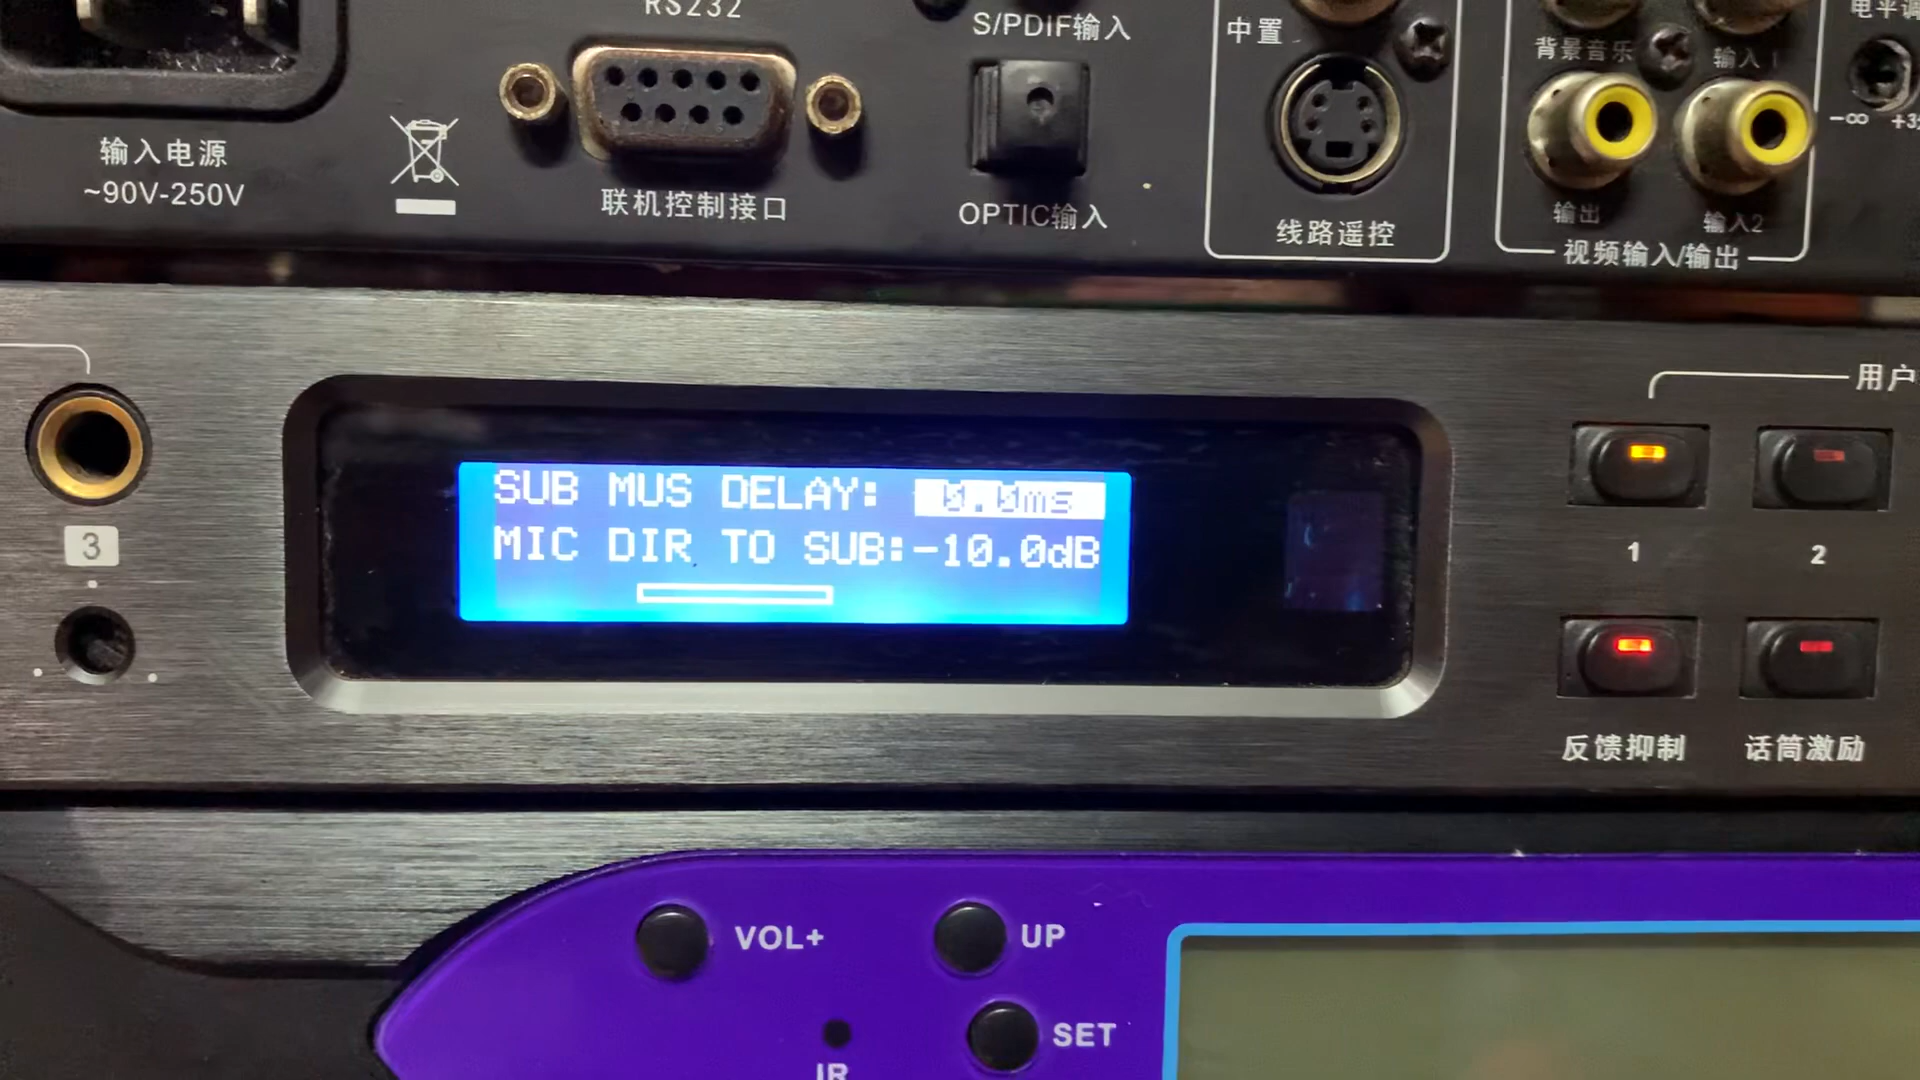 RS232
S/PDIF输入
中置
背景音乐
输入 1
-∞
输入电源
~90V-250V
联机控制接口
OPTIC输入
线路遥控
输出
输入2
视频输入/输出
用户
3
SUB MUS DELAY: 0.0ms
MIC DIR TO SUB:-10.0dB
1
2
反馈抑制
话筒激励
VOL+
UP
SET
IR